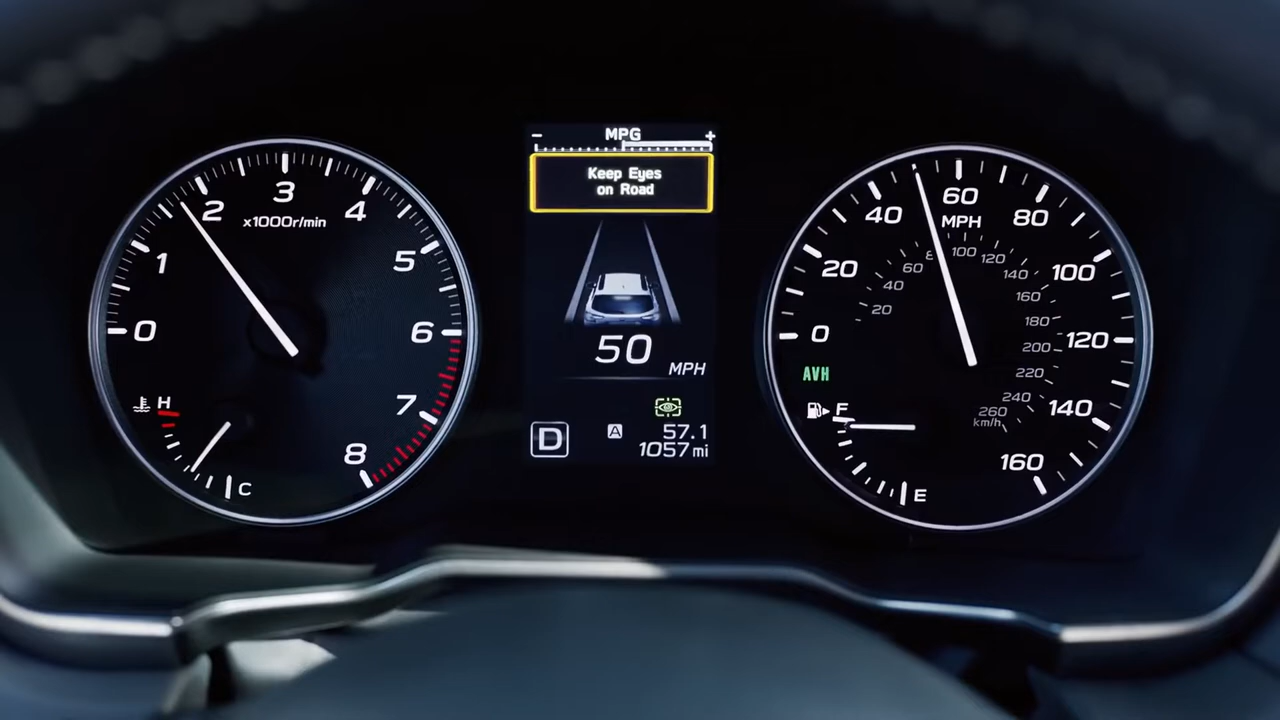 0
1
2
3
4
5
6
7
8
x1000r/min
H
C
- MPG +
Keep Eyes
on Road
50
MPH
D
A 57.1
1057 mi
0
20
40
60
80
100
120
140
160
MPH
20
40
60
100
120
140
160
180
200
220
240
260
km/h
AVH
F
E